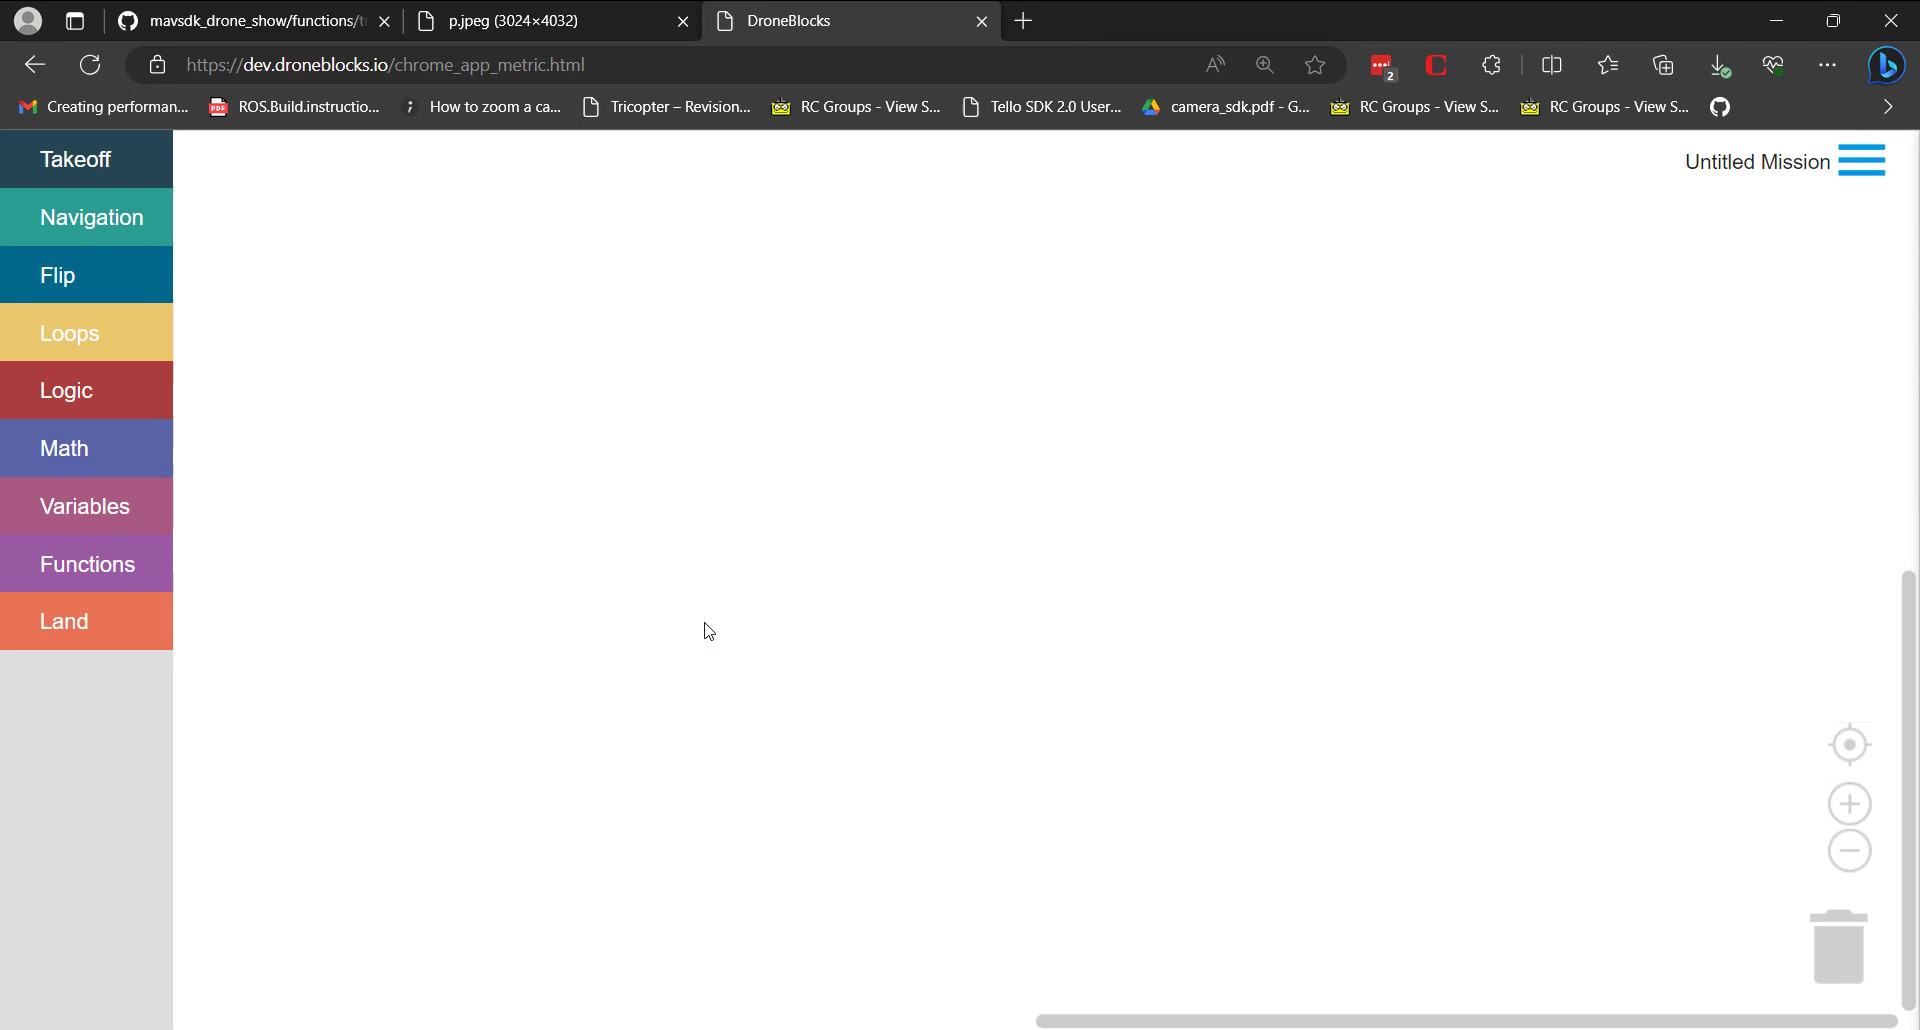 mavsdk_drone_show/functions/t
p.jpeg (3024×4032)
DroneBlocks
https://dev.droneblocks.io/chrome_app_metric.html
2
Creating performan...
ROS.Build.instructio...
How to zoom a ca...
Tricopter – Revision...
RC Groups - View S...
Tello SDK 2.0 User...
camera_sdk.pdf - G...
RC Groups - View S...
RC Groups - View S...
Takeoff
Untitled Mission
Navigation
Flip
Loops
Logic
Math
Variables
Functions
Land